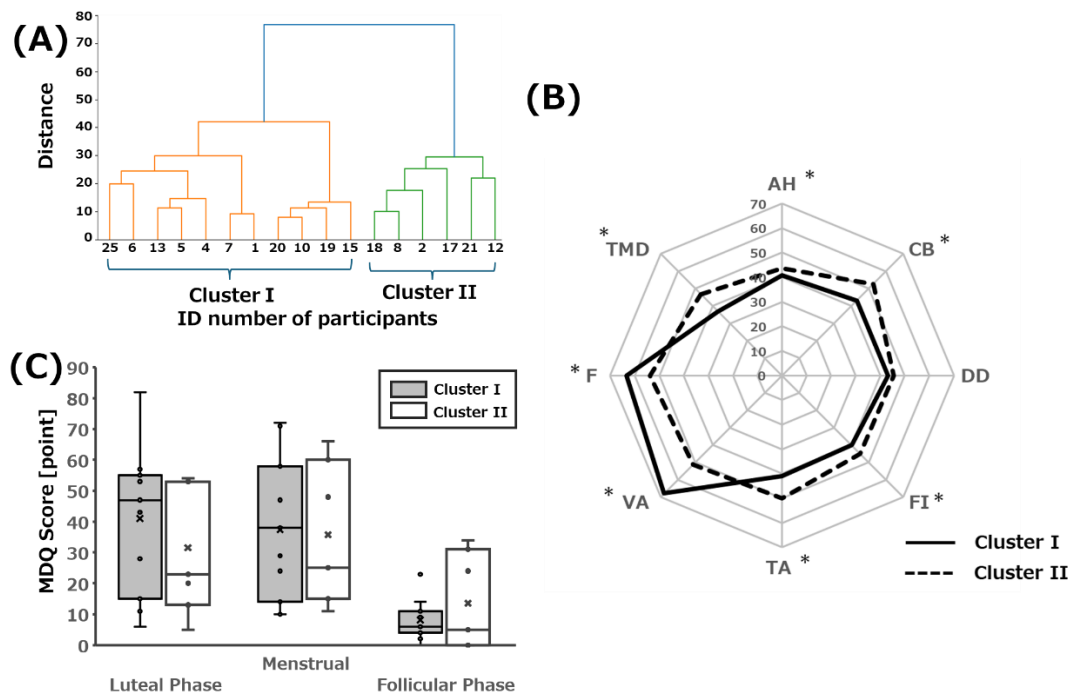 (A)
80
70
60
50
40
30
20
10
0
Distance
25 6 13 5 4 7 1 20 10 19 15 18 8 2 17 21 12
Cluster I Cluster II
ID number of participants
(B)
AH *
* TMD
CB *
70
60
50
40
30
20
10
0
* F
DD
* VA
FI *
TA *
Cluster I
Cluster II
(C)
90
80
70
60
50
40
30
20
10
0
MDQ Score [point]
Cluster I
Cluster II
Luteal Phase
Menstrual
Follicular Phase